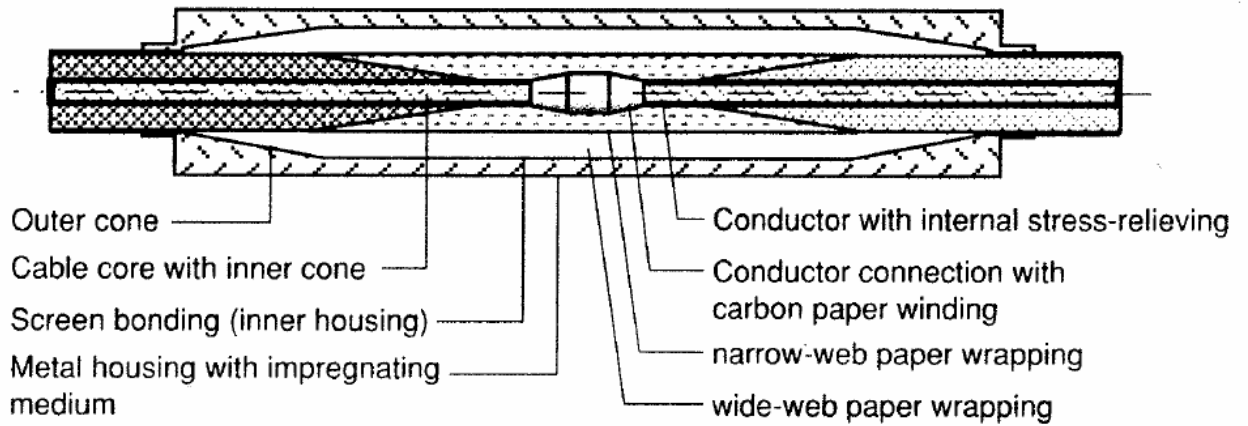 Outer cone
Cable core with inner cone
Screen bonding (inner housing)
Metal housing with impregnating
medium
Conductor with internal stress-relieving
Conductor connection with
carbon paper winding
narrow-web paper wrapping
wide-web paper wrapping